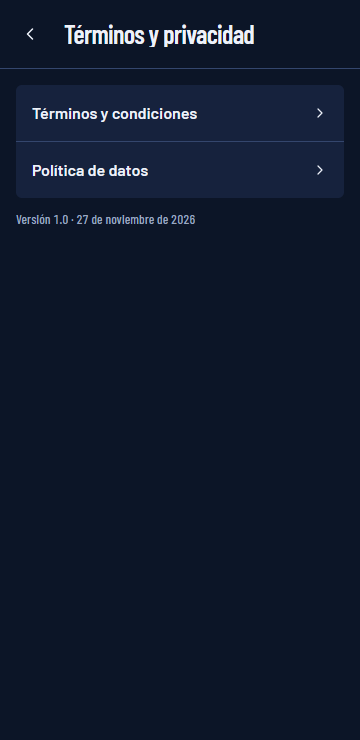 Términos y privacidad
Términos y condiciones
Política de datos
Versión 1.0 · 27 de noviembre de 2026